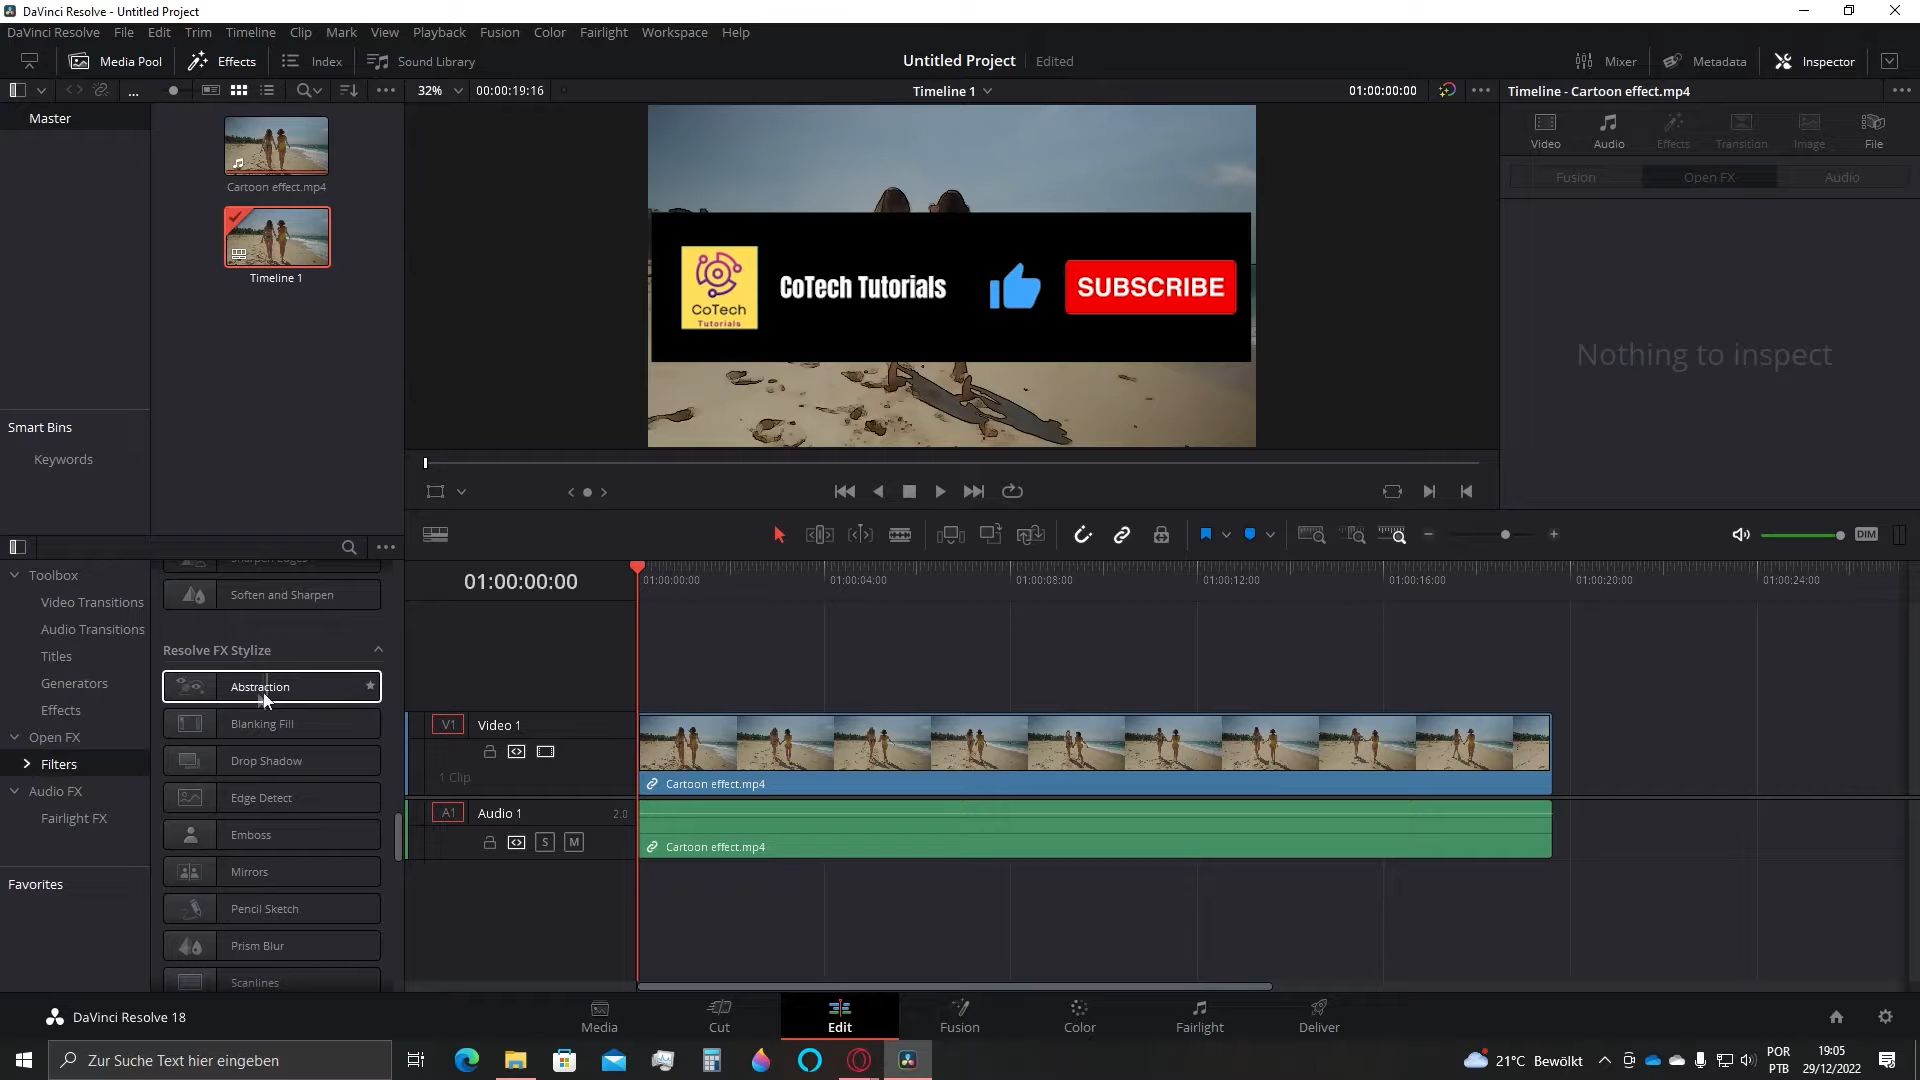 DaVinci Resolve - Untitled Project
DaVinci Resolve File Edit Trim Timeline Clip Mark View Playback Fusion Color Fairlight Workspace Help
Media Pool Effects Index Sound Library Untitled Project Edited Mixer Metadata Inspector
... 32% 00:00:19:16 Timeline 1 01:00:00:00 Timeline - Cartoon effect.mp4
Master
Cartoon effect.mp4
Timeline 1
Smart Bins
Keywords
CoTech
Tutorials
CoTech Tutorials
SUBSCRIBE
Video Audio Effects Transition Image File
Fusion Open FX Audio
Nothing to inspect
DIM
Toolbox
Video Transitions
Audio Transitions
Titles
Generators
Effects
Open FX
Filters
Audio FX
Fairlight FX
Favorites
Sharpen Edges
Soften and Sharpen
Resolve FX Stylize
Abstraction
Blanking Fill
Drop Shadow
Edge Detect
Emboss
Mirrors
Pencil Sketch
Prism Blur
Scanlines
01:00:00:00
01:00:00:00 01:00:04:00 01:00:08:00 01:00:12:00 01:00:16:00 01:00:20:00 01:00:24:00
V1 Video 1
1 Clip
Cartoon effect.mp4
A1 Audio 1 2.0
S M
Cartoon effect.mp4
DaVinci Resolve 18
Media Cut Edit Fusion Color Fairlight Deliver
Zur Suche Text hier eingeben
21°C Bewölkt
POR
PTB
19:05
29/12/2022